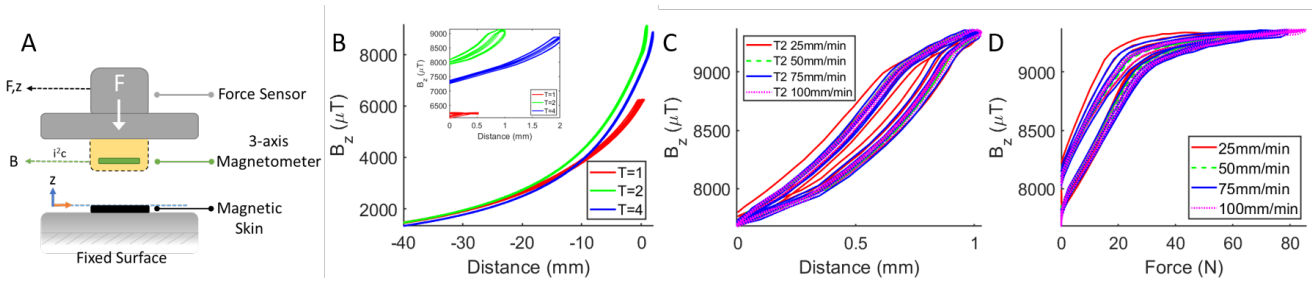 A
F
F,z
Force Sensor
3-axis
Magnetometer
B
i²c
z
Magnetic
Skin
Fixed Surface
B
B_z (μT)
8000
6000
4000
2000
-40
-30
-20
-10
0
Distance (mm)
T=1
T=2
T=4
B_z (μT)
9000
8500
8000
7500
7000
6500
0
0.5
1
1.5
2
Distance (mm)
T=1
T=2
T=4
C
T2 25mm/min
T2 50mm/min
T2 75mm/min
T2 100mm/min
B_z (μT)
9000
8500
8000
0
0.5
1
Distance (mm)
D
25mm/min
50mm/min
75mm/min
100mm/min
B_z (μT)
9000
8500
8000
0
20
40
60
80
Force (N)